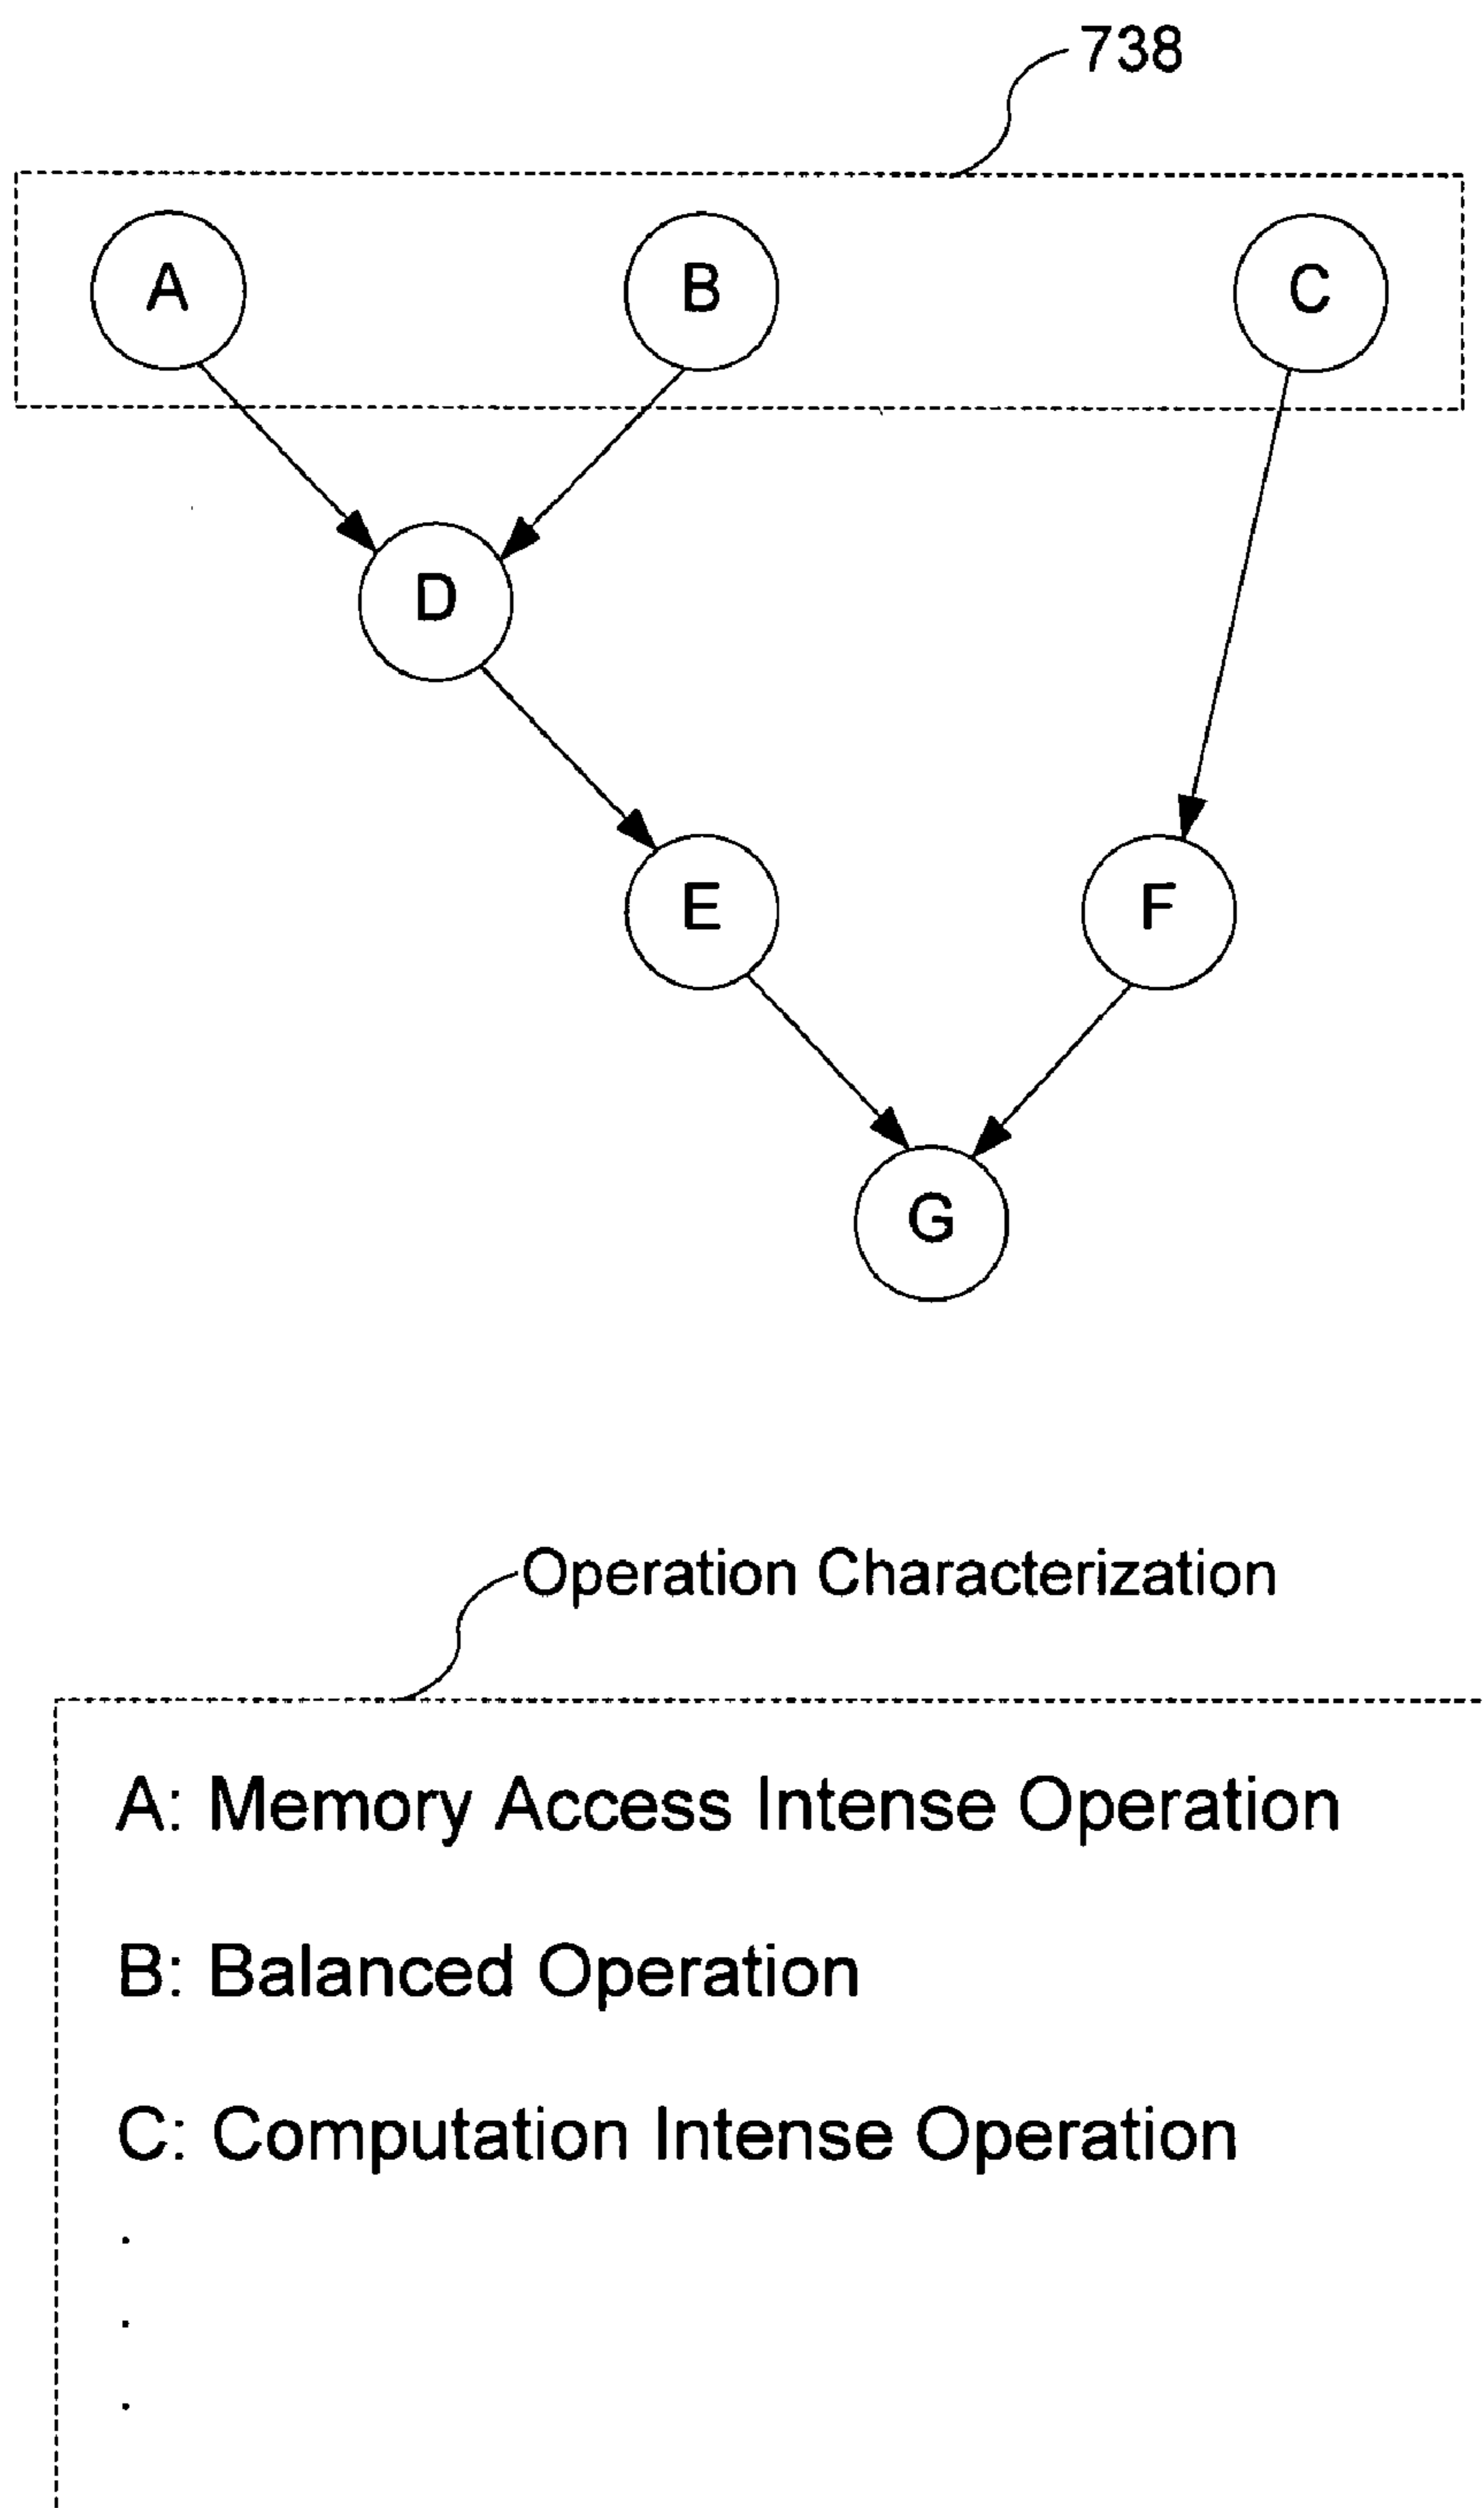 738
A B C
D
E F
G
Operation Characterization
A: Memory Access Intense Operation
B: Balanced Operation
C: Computation Intense Operation
.
.
.